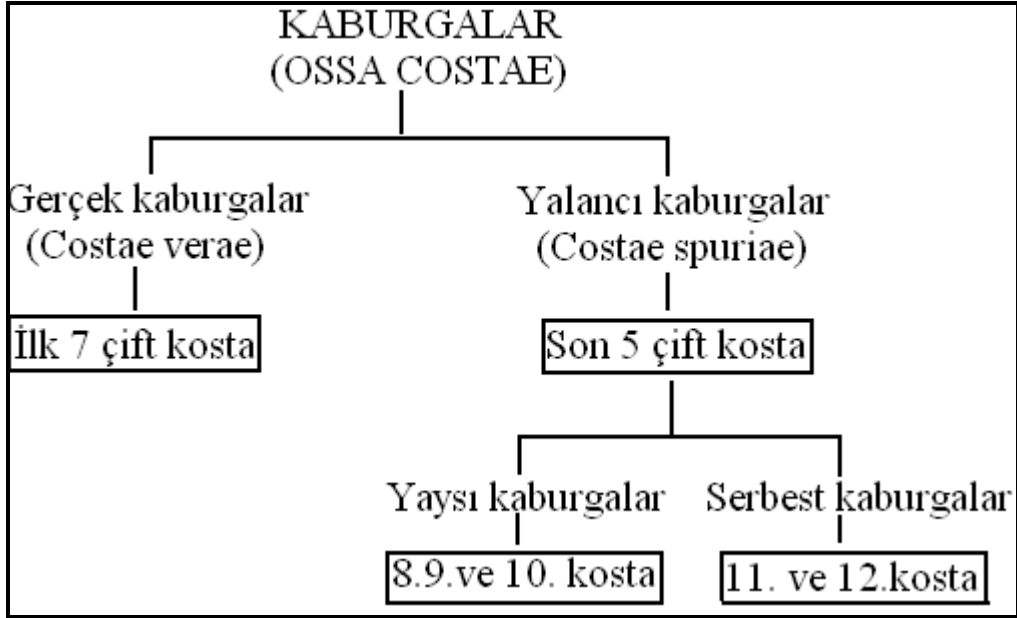 KABURGALAR
(OSSA COSTAE)
Gerçek kaburgalar
(Costae verae)
İlk 7 çift kosta
Yalancı kaburgalar
(Costae spuriae)
Son 5 çift kosta
Yaysı kaburgalar
8.9.ve 10. kosta
Serbest kaburgalar
11. ve 12.kosta